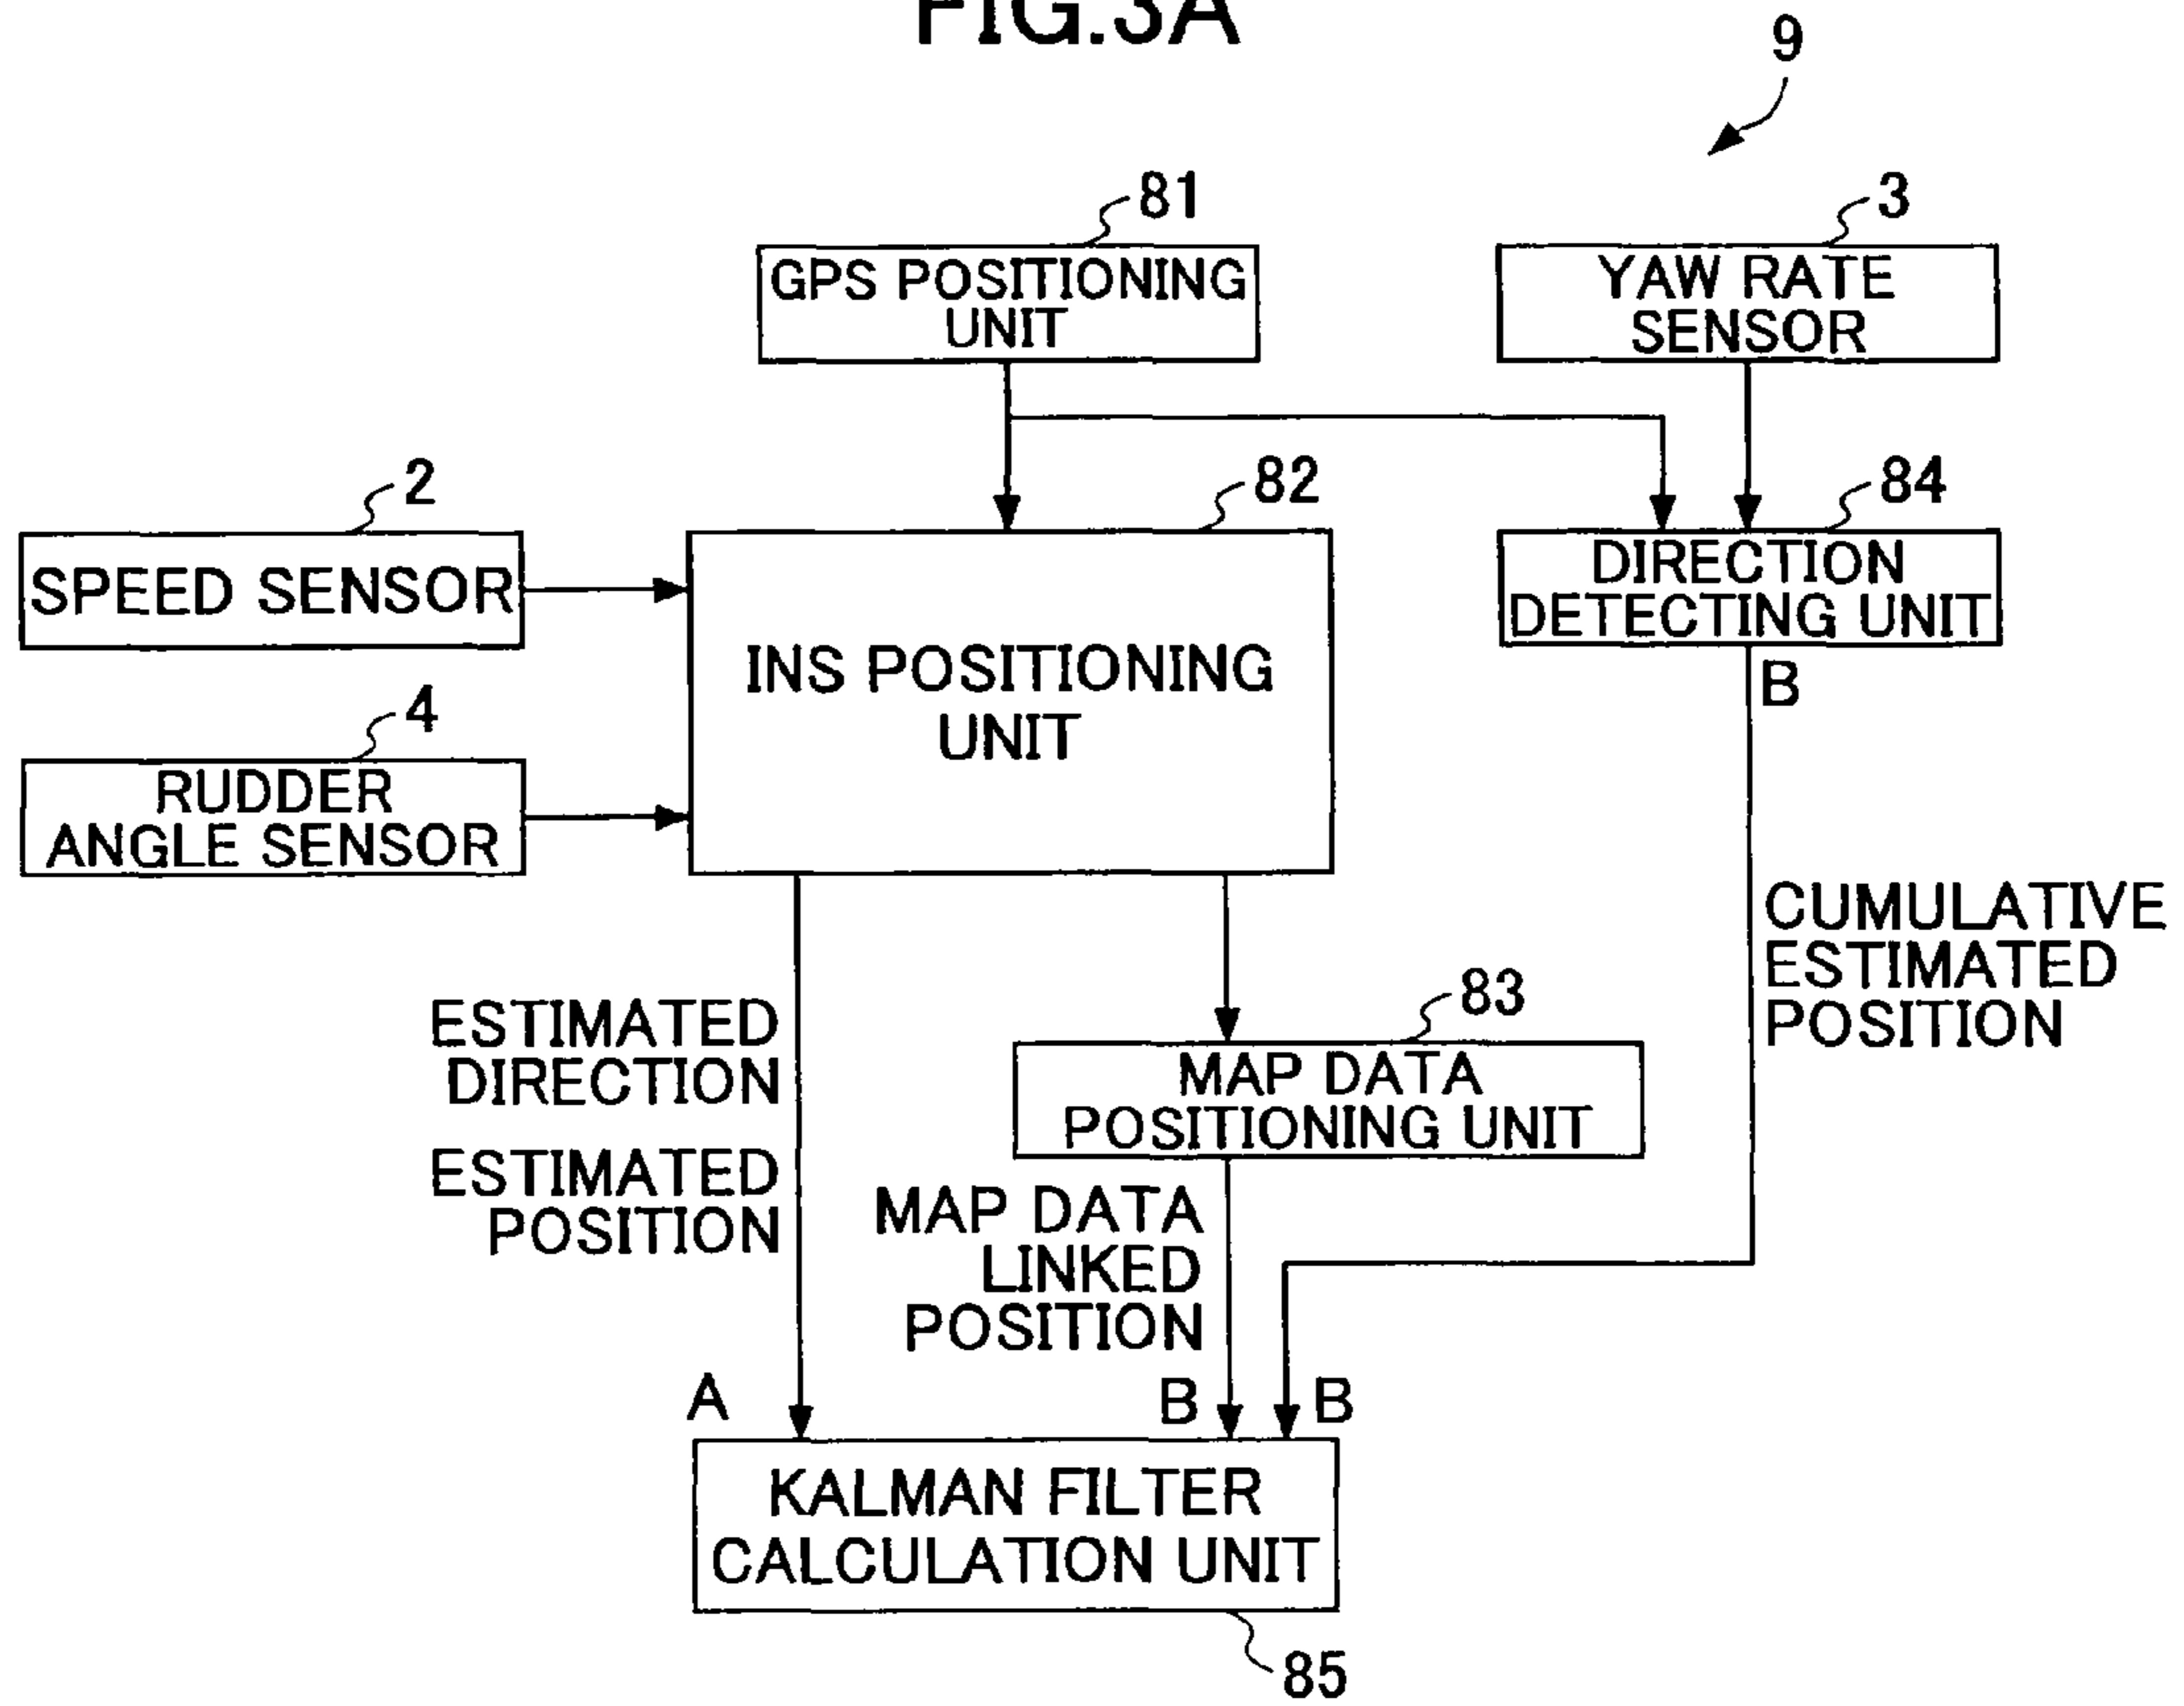 FIG.3A
9
81
3
GPS POSITIONING
UNIT
YAW RATE
SENSOR
2
82
84
SPEED SENSOR
INS POSITIONING
UNIT
DIRECTION
DETECTING UNIT
B
4
RUDDER
ANGLE SENSOR
CUMULATIVE
ESTIMATED
POSITION
ESTIMATED
DIRECTION
83
MAP DATA
POSITIONING UNIT
ESTIMATED
POSITION
MAP DATA
LINKED
POSITION
A
B
B
KALMAN FILTER
CALCULATION UNIT
85